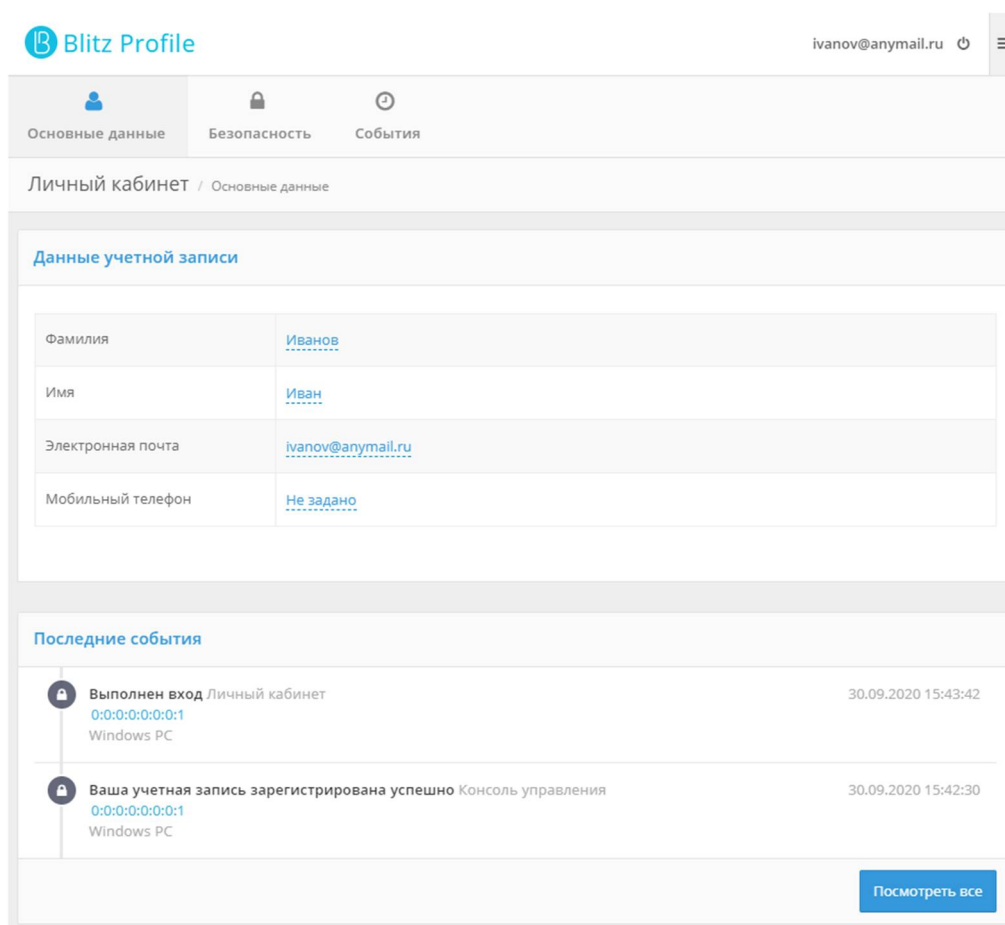 Blitz Profile
ivanov@anymail.ru
Основные данные
Безопасность
События
Личный кабинет / Основные данные
Данные учетной записи
Фамилия
Иванов
Имя
Иван
Электронная почта
ivanov@anymail.ru
Мобильный телефон
Не задано
Последние события
Выполнен вход Личный кабинет
30.09.2020 15:43:42
0:0:0:0:0:0:0:1
Windows PC
Ваша учетная запись зарегистрирована успешно Консоль управления
30.09.2020 15:42:30
0:0:0:0:0:0:0:1
Windows PC
Посмотреть все